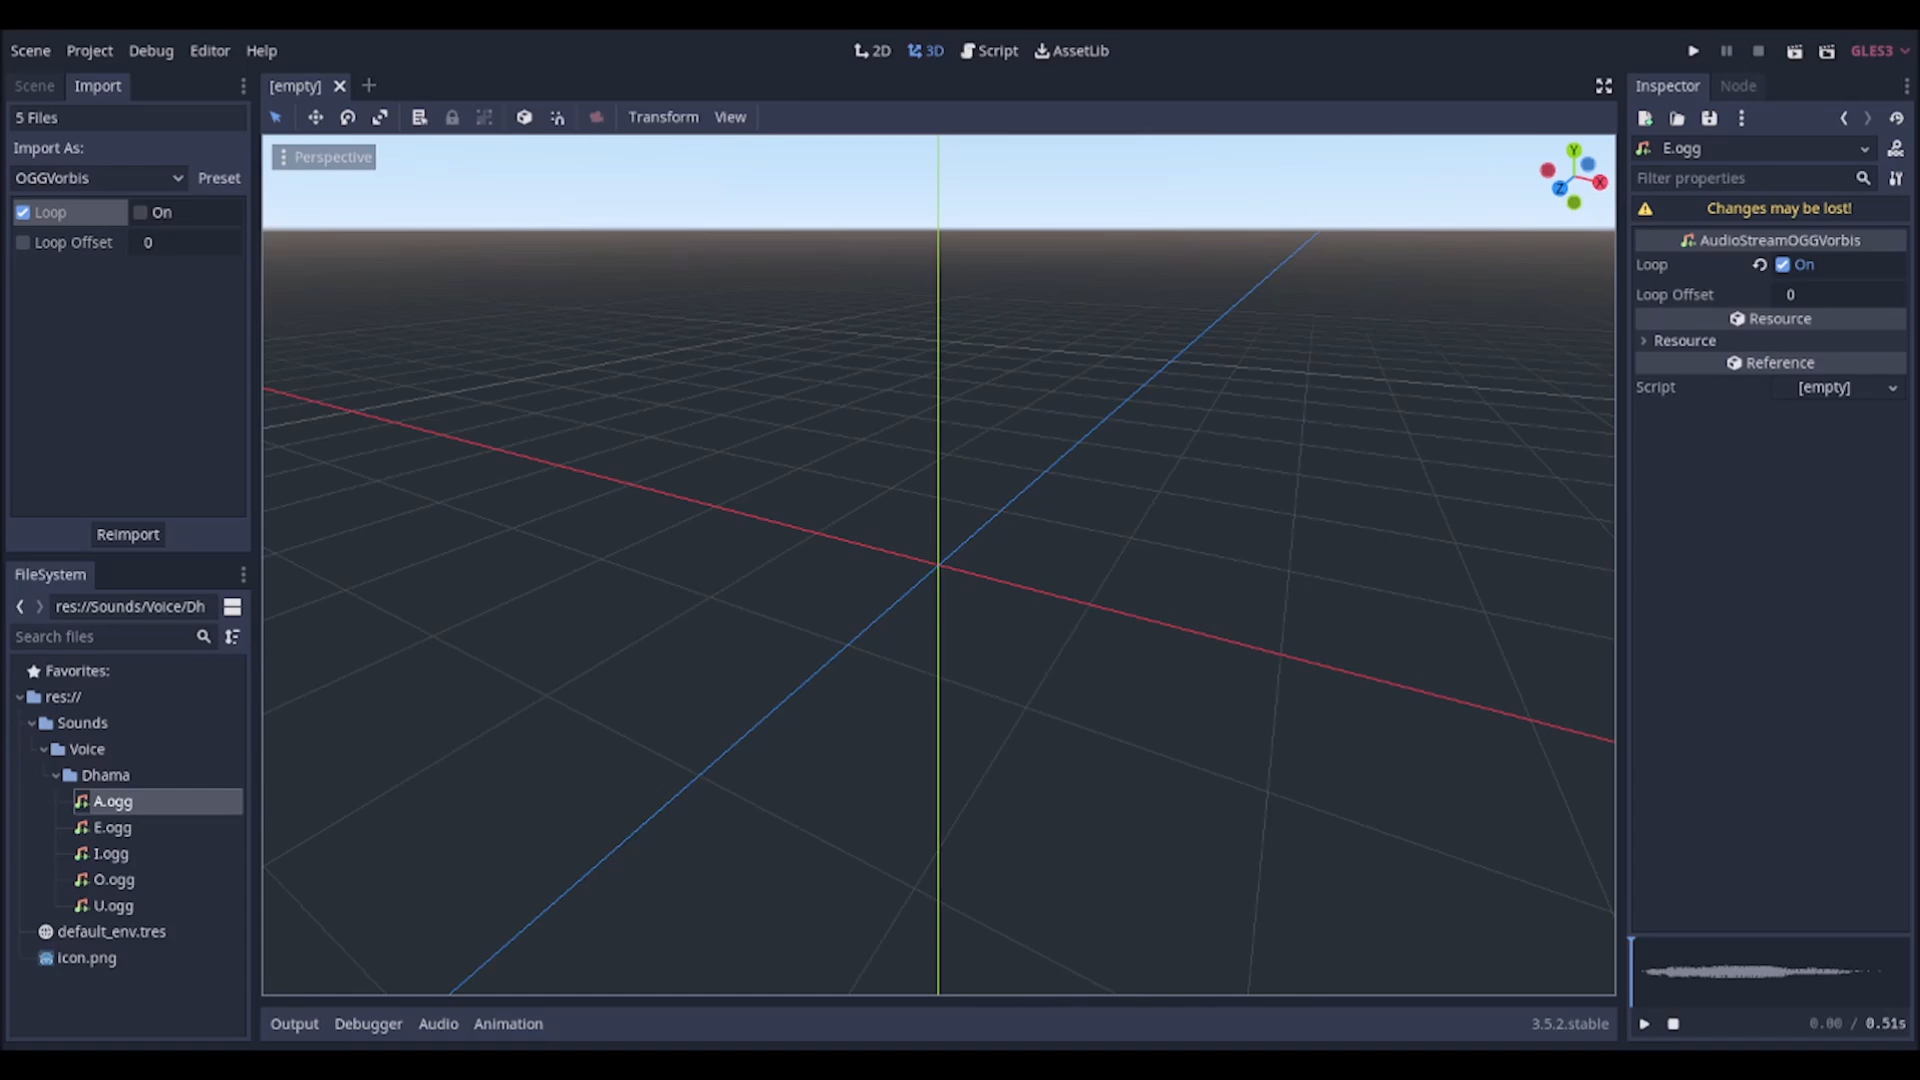 Scene Project Debug Editor Help
2D 3D Script AssetLib
GLES3
Scene Import
[empty]
Inspector Node
5 Files
Transform View
Import As:
E.ogg
DOC
OGGVorbis Preset
Perspective
Filter properties
Y
X
Z
Loop On
Changes may be lost!
Loop Offset 0
AudioStreamOGGVorbis
Loop On
Loop Offset 0
Resource
Resource
Reference
Script [empty]
Reimport
FileSystem
res://Sounds/Voice/Dh
Search files
Favorites:
res://
Sounds
Voice
Dhama
A.ogg
E.ogg
I.ogg
O.ogg
U.ogg
default_env.tres
icon.png
Output Debugger Audio Animation
3.5.2.stable
0.00 / 0.51s